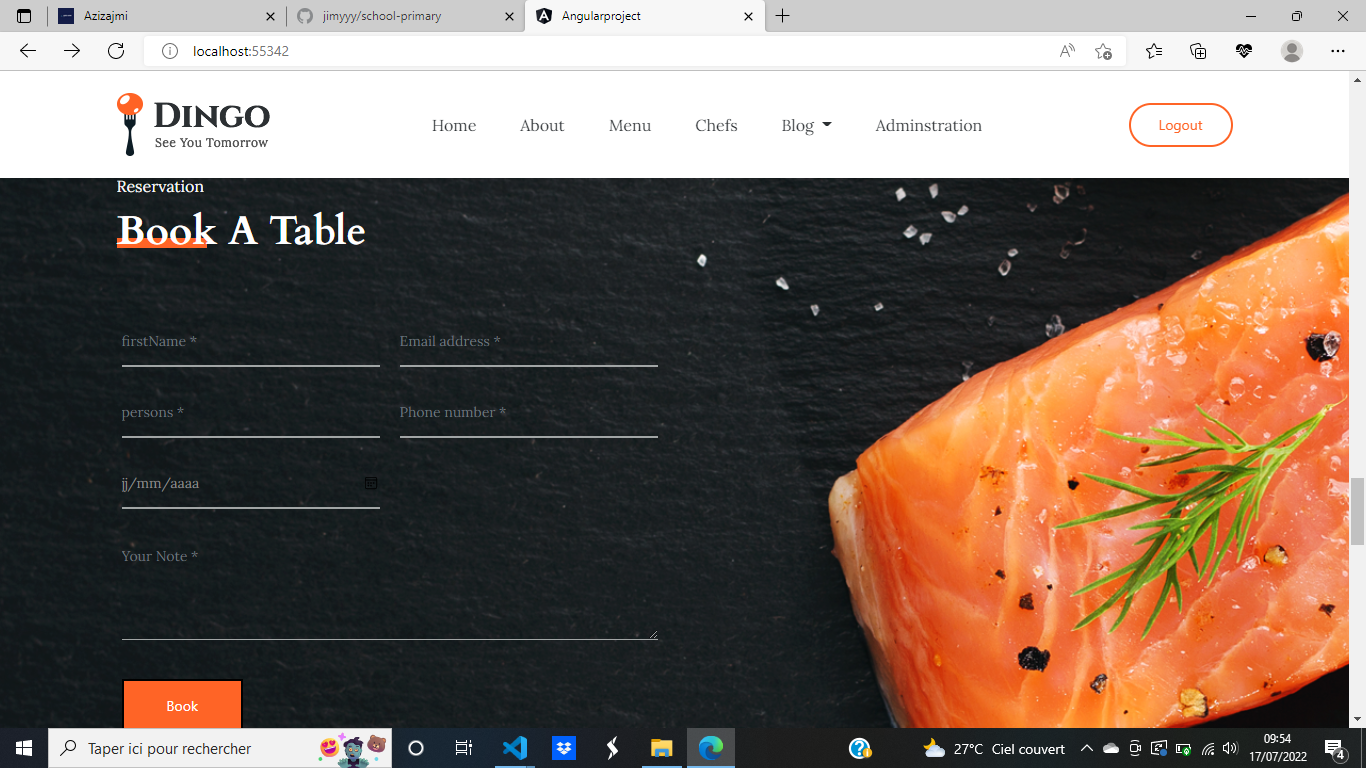 Azizajmi
jimyyy/school-primary
Angularproject
localhost:55342
DINGO
See You Tomorrow
Home
About
Menu
Chefs
Blog
Adminstration
Logout
Reservation
Book A Table
firstName *
Email address *
persons *
Phone number *
jj/mm/aaaa
Your Note *
Book
Taper ici pour rechercher
27°C Ciel couvert
09:54
17/07/2022
4